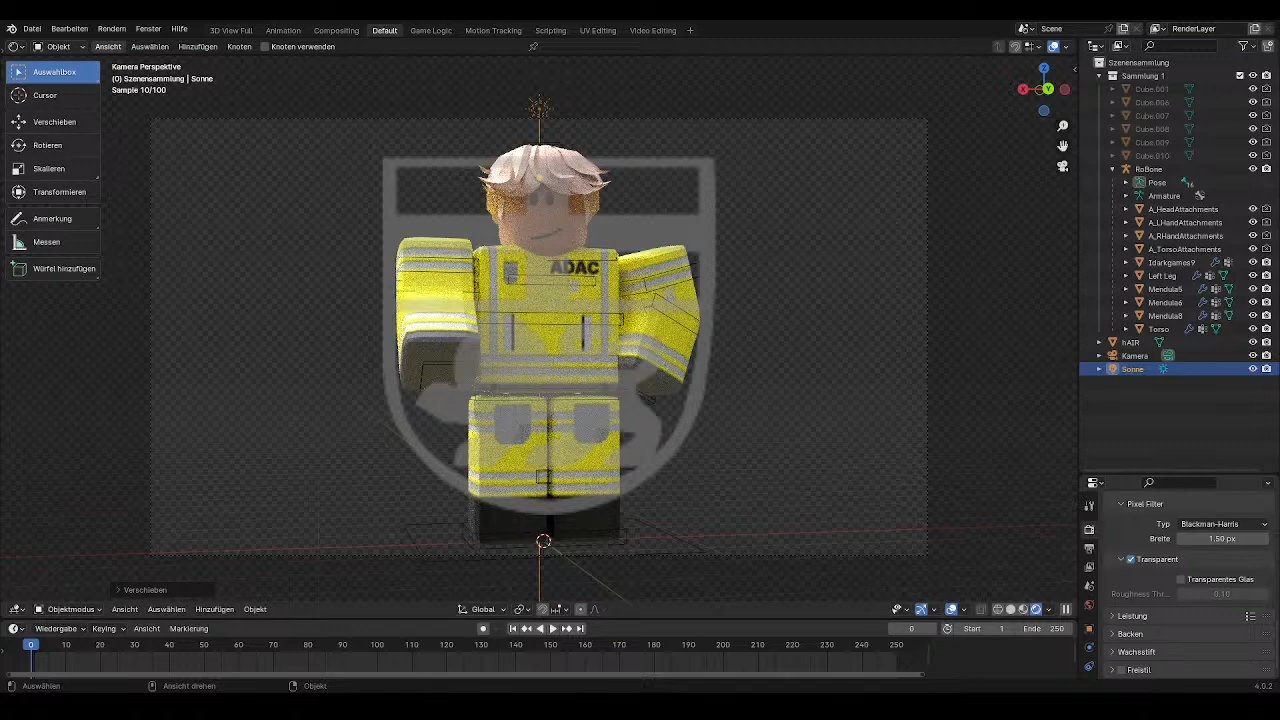 Datei Bearbeiten Rendern Fenster Hilfe 3D View Full Animation Compositing Default Game Logic Motion Tracking Scripting UV Editing Video Editing + Scene RenderLayer
Objekt Ansicht Auswählen Hinzufügen Knoten Knoten verwenden
Auswahlbox
Cursor
Verschieben
Rotieren
Skalieren
Transformieren
Anmerkung
Messen
Würfel hinzufügen
Kamera Perspektive
(0) Szenensammlung | Sonne
Sample 10/100
Z
X
Y
ADAC
Verschieben
Szenensammlung
Sammlung 1
Cube.001
Cube.006
Cube.007
Cube.008
Cube.009
Cube.010
RoBone
Pose
Armature
A_HeadAttachments
A_LHandAttachments
A_RHandAttachments
A_TorsoAttachments
Idarkgames9
Left Leg
Mendula5
Mendula6
Mendula8
Torso
hAIR
Kamera
Sonne
Pixel Filter
Typ Blackman-Harris
Breite 1.50 px
Transparent
Transparentes Glas
Roughness Thr... 0.10
Leistung
Backen
Wachsstift
Freistil
Objektmodus Ansicht Auswählen Hinzufügen Objekt Global
Wiedergabe Keying Ansicht Markierung 0 Start 1 Ende 250
0 10 20 30 40 50 60 70 80 90 100 110 120 130 140 150 160 170 180 190 200 210 220 230 240 250
Auswählen Ansicht drehen Objekt 4.0.2